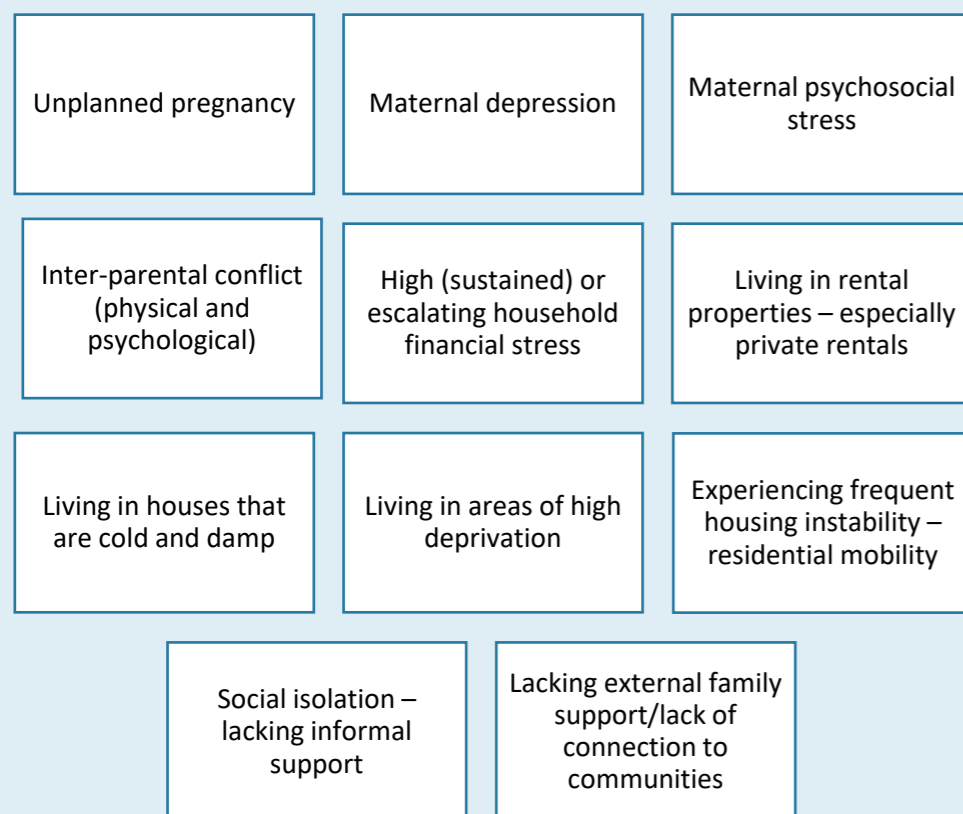 Unplanned pregnancy
Maternal depression
Maternal psychosocial
stress
Inter-parental conflict
(physical and
psychological)
High (sustained) or
escalating household
financial stress
Living in rental
properties – especially
private rentals
Living in houses that
are cold and damp
Living in areas of high
deprivation
Experiencing frequent
housing instability –
residential mobility
Social isolation –
lacking informal
support
Lacking external family
support/lack of
connection to
communities